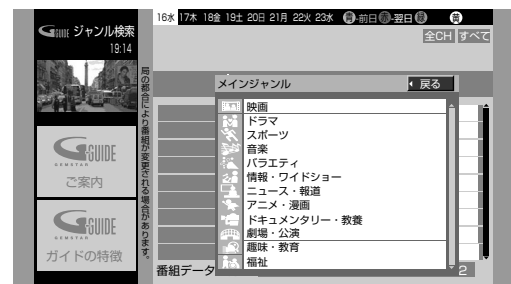 GUIDE ジャンル検索
19:14
16水 17木 18金 19土 20日 21月 22火 23水 青-前日 赤-翌日 緑 黄
全CH すべて
局の都合により番組が変更される場合があります。
GUIDE
GEMSTAR
ご案内
GUIDE
GEMSTAR
ガイドの特徴
メインジャンル 戻る
映画
ドラマ
スポーツ
音楽
バラエティ
情報・ワイドショー
ニュース・報道
アニメ・漫画
ドキュメンタリー・教養
劇場・公演
趣味・教育
福祉
番組データ
2